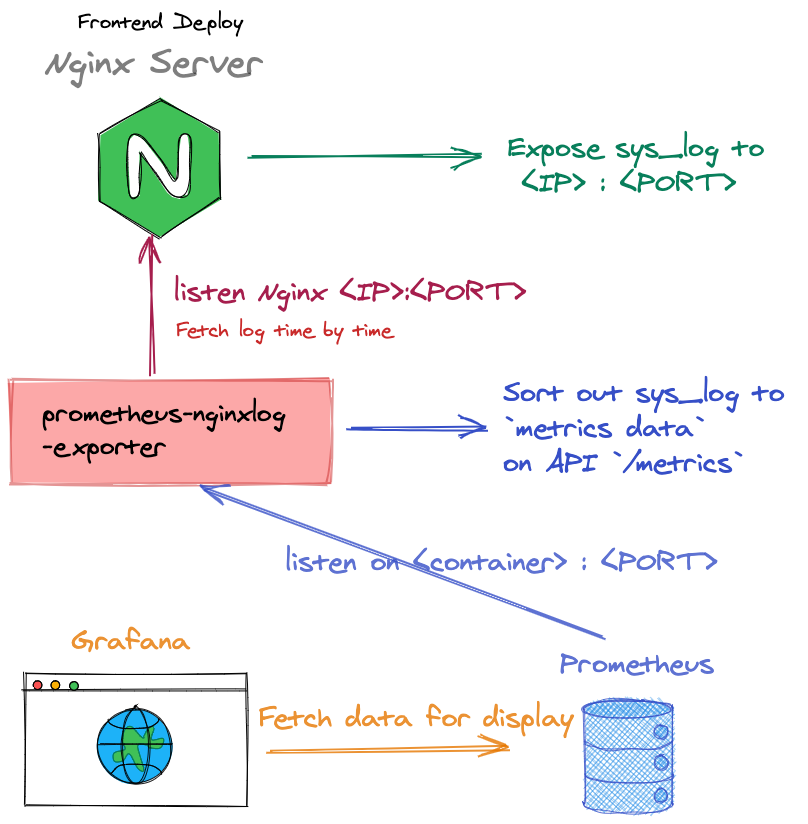 Frontend Deploy
Nginx Server
N
Expose sys_log to
<IP> : <PORT>
listen Nginx <IP>:<PORT>
Fetch log time by time
prometheus-nginxlog
-exporter
Sort out sys_log to
`metrics data`
on API `/metrics`
listen on <container> : <PORT>
Grafana
Prometheus
Fetch data for display